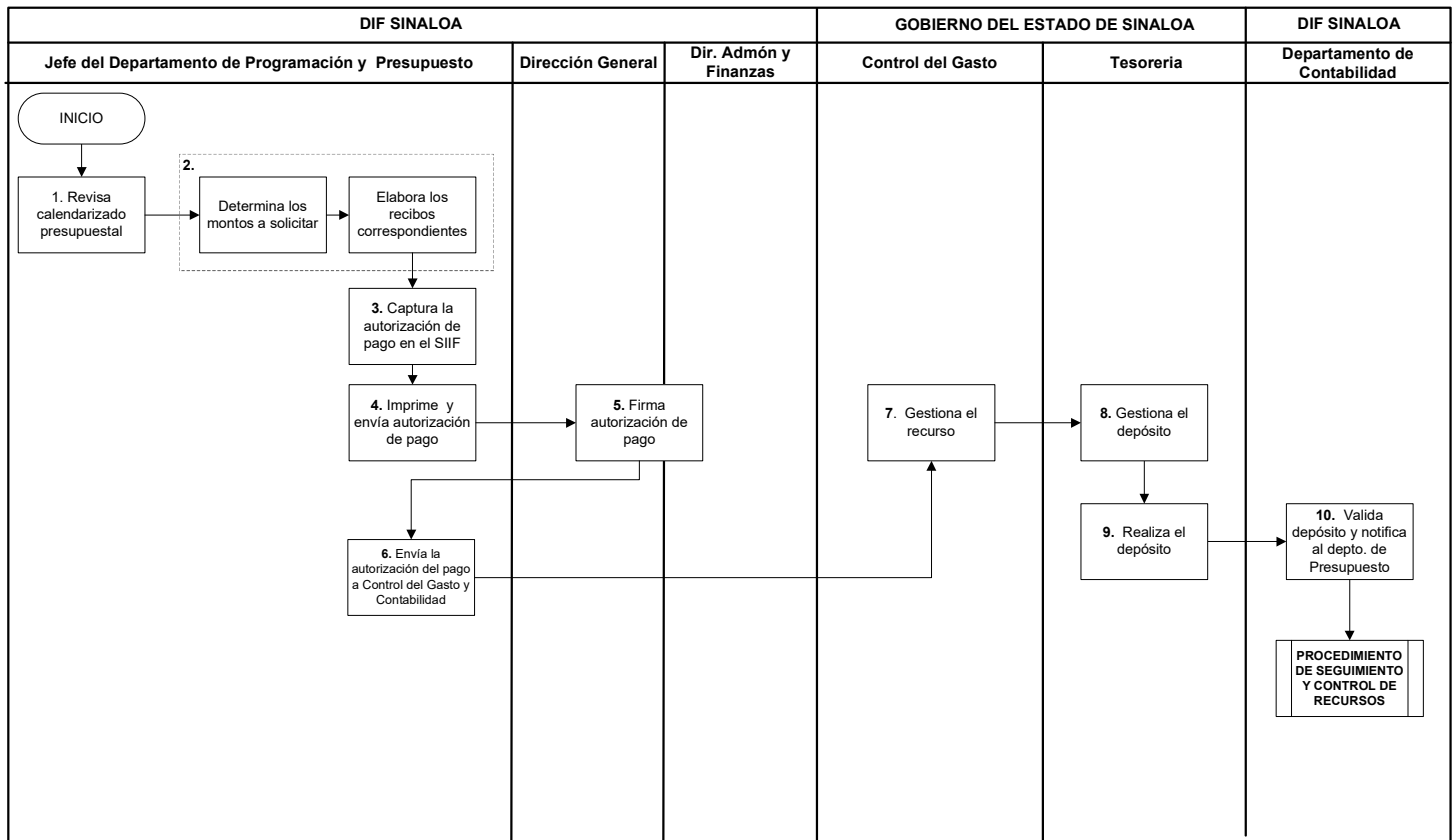 DIF SINALOA
GOBIERNO DEL ESTADO DE SINALOA
DIF SINALOA
Jefe del Departamento de Programación y Presupuesto
Dirección General
Dir. Admón y
Finanzas
Control del Gasto
Tesoreria
Departamento de
Contabilidad
INICIO
1. Revisa
calendarizado
presupuestal
2.
Determina los
montos a solicitar
Elabora los
recibos
correspondientes
3. Captura la
autorización de
pago en el SIIF
4. Imprime y
envía autorización
de pago
5. Firma
autorización de
pago
6. Envía la
autorización del pago
a Control del Gasto y
Contabilidad
7. Gestiona el
recurso
8. Gestiona el
depósito
9. Realiza el
depósito
10. Valida
depósito y notifica
al depto. de
Presupuesto
PROCEDIMIENTO
DE SEGUIMIENTO
Y CONTROL DE
RECURSOS